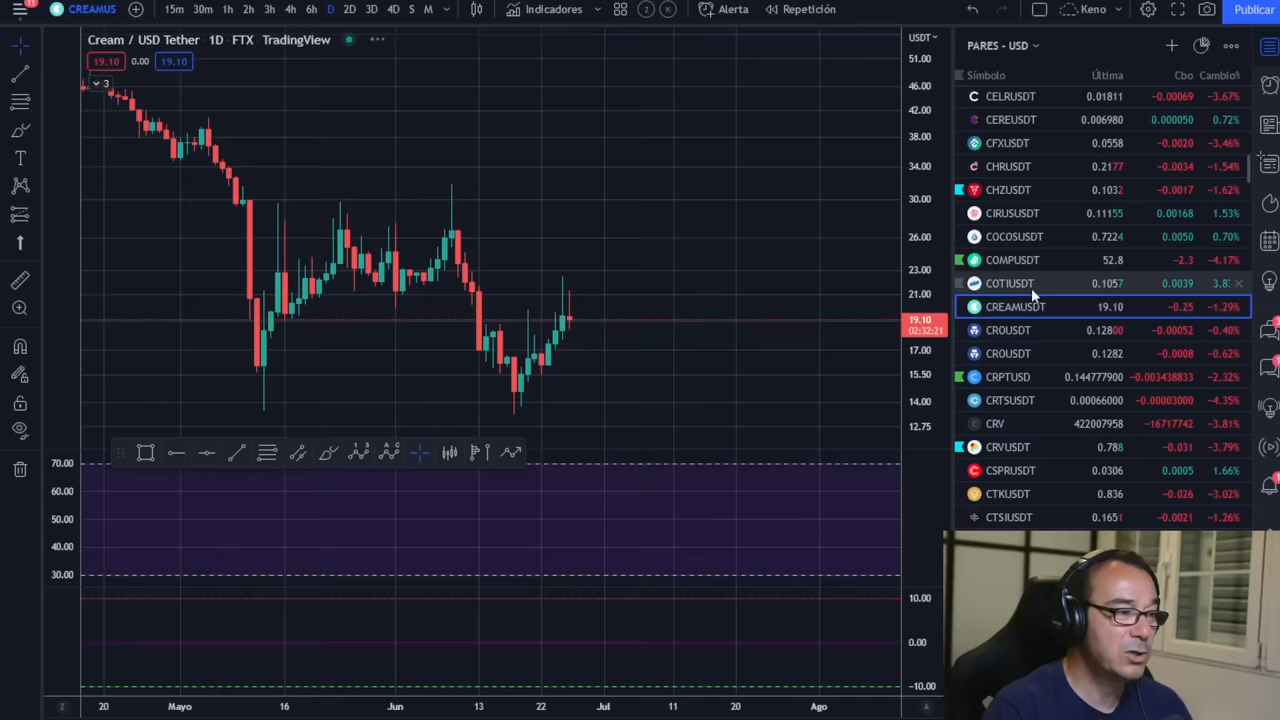 11
CREAMUS
15m 30m 1h 2h 3h 4h 6h D 2D 3D 4D S M
Indicadores
Alerta
Repetición
Keno
Publicar
Cream / USD Tether 1D FTX TradingView
19.10 0.00 19.10
3
USDT
51.00
46.00
42.00
38.00
34.00
30.00
26.00
23.00
21.00
19.10
02:32:21
17.00
15.50
14.00
12.75
70.00
60.00
50.00
40.00
30.00
10.00
0.00
−10.00
20 Mayo 16 Jun 13 22 Jul 11 20 Ago
Z
A
PARES - USD
Símbolo Última Cbo Cambio%
CELRUSDT 0.01811 −0.00069 −3.67%
CEREUSDT 0.006980 0.000050 0.72%
CFXUSDT 0.0558 −0.0020 −3.46%
CHRUSDT 0.2177 −0.0034 −1.54%
CHZUSDT 0.1032 −0.0017 −1.62%
CIRUSUSDT 0.11155 0.00168 1.53%
COCOSUSDT 0.7224 0.0050 0.70%
COMPUSDT 52.8 −2.3 −4.17%
COTIUSDT 0.1057 0.0039
CREAMUSDT 19.10 −0.25 −1.29%
CROUSDT 0.12800 −0.00052 −0.40%
CROUSDT 0.1282 −0.0008 −0.62%
CRPTUSD 0.144777900 −0.003438833 −2.32%
CRTSUSDT 0.00066000 −0.00003000 −4.35%
CRV 422007958 −16717742 −3.81%
CRVUSDT 0.788 −0.031 −3.79%
CSPRUSDT 0.0306 0.0005 1.66%
CTKUSDT 0.836 −0.026 −3.02%
CTSIUSDT 0.1651 −0.0021 −1.26%